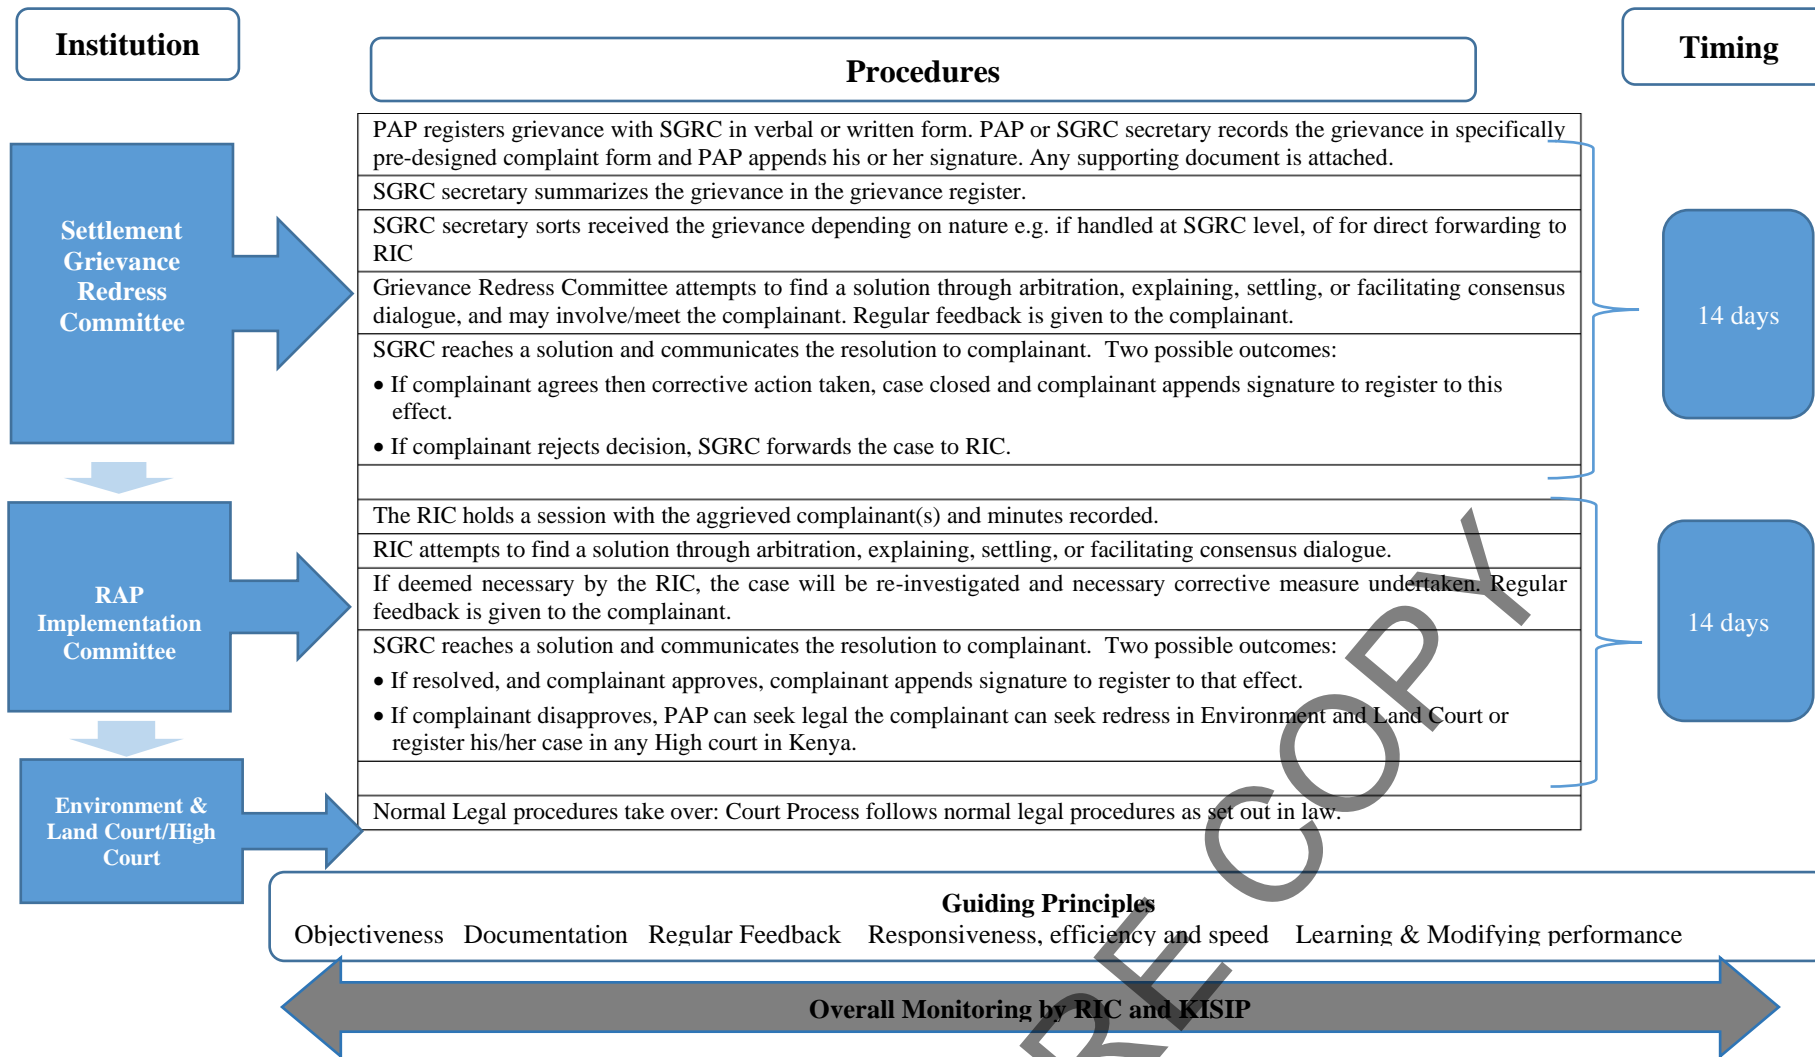 Institution
Procedures
Timing
Settlement
Grievance
Redress
Committee
PAP registers grievance with SGRC in verbal or written form. PAP or SGRC secretary records the grievance in specifically
pre-designed complaint form and PAP appends his or her signature. Any supporting document is attached.
SGRC secretary summarizes the grievance in the grievance register.
SGRC secretary sorts received the grievance depending on nature e.g. if handled at SGRC level, of for direct forwarding to
RIC
Grievance Redress Committee attempts to find a solution through arbitration, explaining, settling, or facilitating consensus
dialogue, and may involve/meet the complainant. Regular feedback is given to the complainant.
SGRC reaches a solution and communicates the resolution to complainant.  Two possible outcomes:
• If complainant agrees then corrective action taken, case closed and complainant appends signature to register to this
effect.
• If complainant rejects decision, SGRC forwards the case to RIC.
14 days
RAP
Implementation
Committee
The RIC holds a session with the aggrieved complainant(s) and minutes recorded.
RIC attempts to find a solution through arbitration, explaining, settling, or facilitating consensus dialogue.
If deemed necessary by the RIC, the case will be re-investigated and necessary corrective measure undertaken. Regular
feedback is given to the complainant.
SGRC reaches a solution and communicates the resolution to complainant.  Two possible outcomes:
• If resolved, and complainant approves, complainant appends signature to register to that effect.
• If complainant disapproves, PAP can seek legal the complainant can seek redress in Environment and Land Court or
register his/her case in any High court in Kenya.
14 days
Environment &
Land Court/High
Court
Normal Legal procedures take over: Court Process follows normal legal procedures as set out in law.
Guiding Principles
Objectiveness   Documentation   Regular Feedback    Responsiveness, efficiency and speed    Learning & Modifying performance
Overall Monitoring by RIC and KISIP
RE COPY